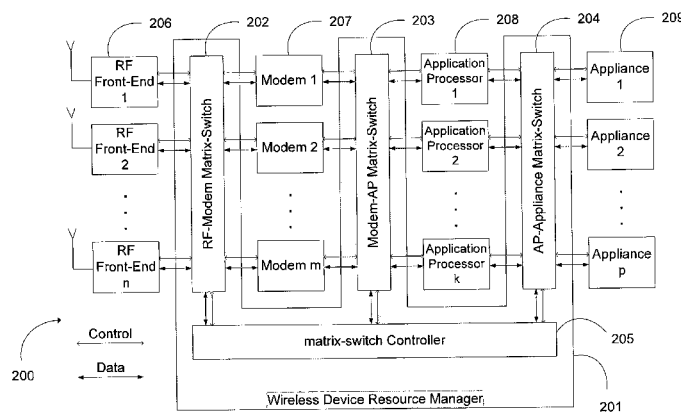 206
202
207
203
208
204
209
RF
Front-End
1
RF-Modem Matrix-Switch
Modem 1
Modem-AP Matrix-Switch
Application
Processor
1
AP-Appliance Matrix-Switch
Appliance
1
RF
Front-End
2
Modem 2
Application
Processor
2
Appliance
2
RF
Front-End
n
Modem m
Application
Processor
k
Appliance
p
Control
Data
200
matrix-switch Controller
205
Wireless Device Resource Manager
201